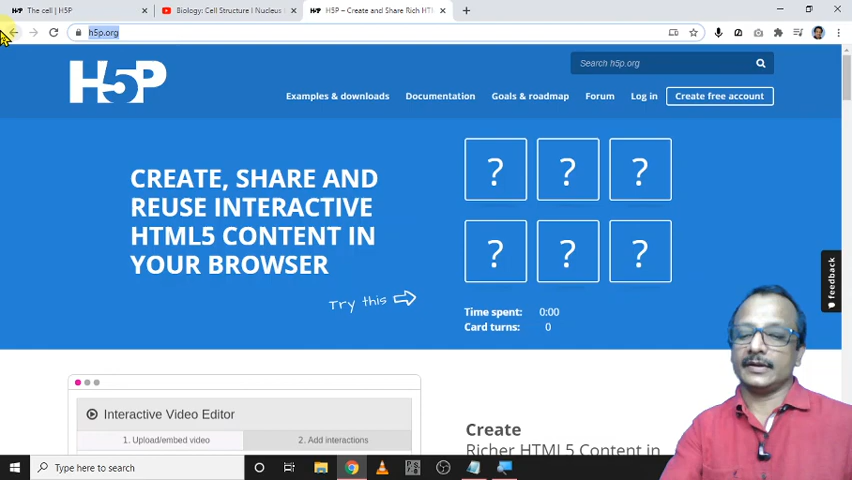 The cell | H5P
Biology: Cell Structure I Nucleus
H5P – Create and Share Rich HT
h5p.org
H5P
Search h5p.org
Examples & downloads
Documentation
Goals & roadmap
Forum
Log in
Create free account
CREATE, SHARE AND
REUSE INTERACTIVE
HTML5 CONTENT IN
YOUR BROWSER
Try this
? ? ?
? ? ?
Time spent: 0:00
Card turns: 0
feedback
Interactive Video Editor
1. Upload/embed video
2. Add interactions
Create
Richer HTML5 Content in
Type here to search